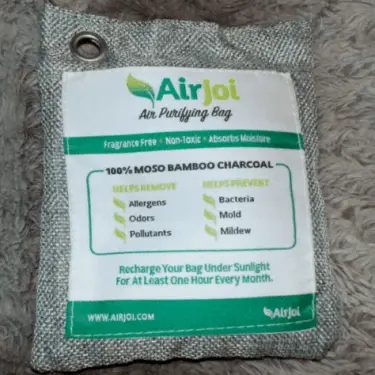 AirJoi
Air Purifying Bag
Fragrance Free • Non-Toxic • Absorbs Moisture
100% MOSO BAMBOO CHARCOAL
HELPS REMOVE
Allergens
Odors
Pollutants
HELPS PREVENT
Bacteria
Mold
Mildew
Recharge Your Bag Under Sunlight
For At Least One Hour Every Month.
WWW.AIRJOI.COM
AirJoi